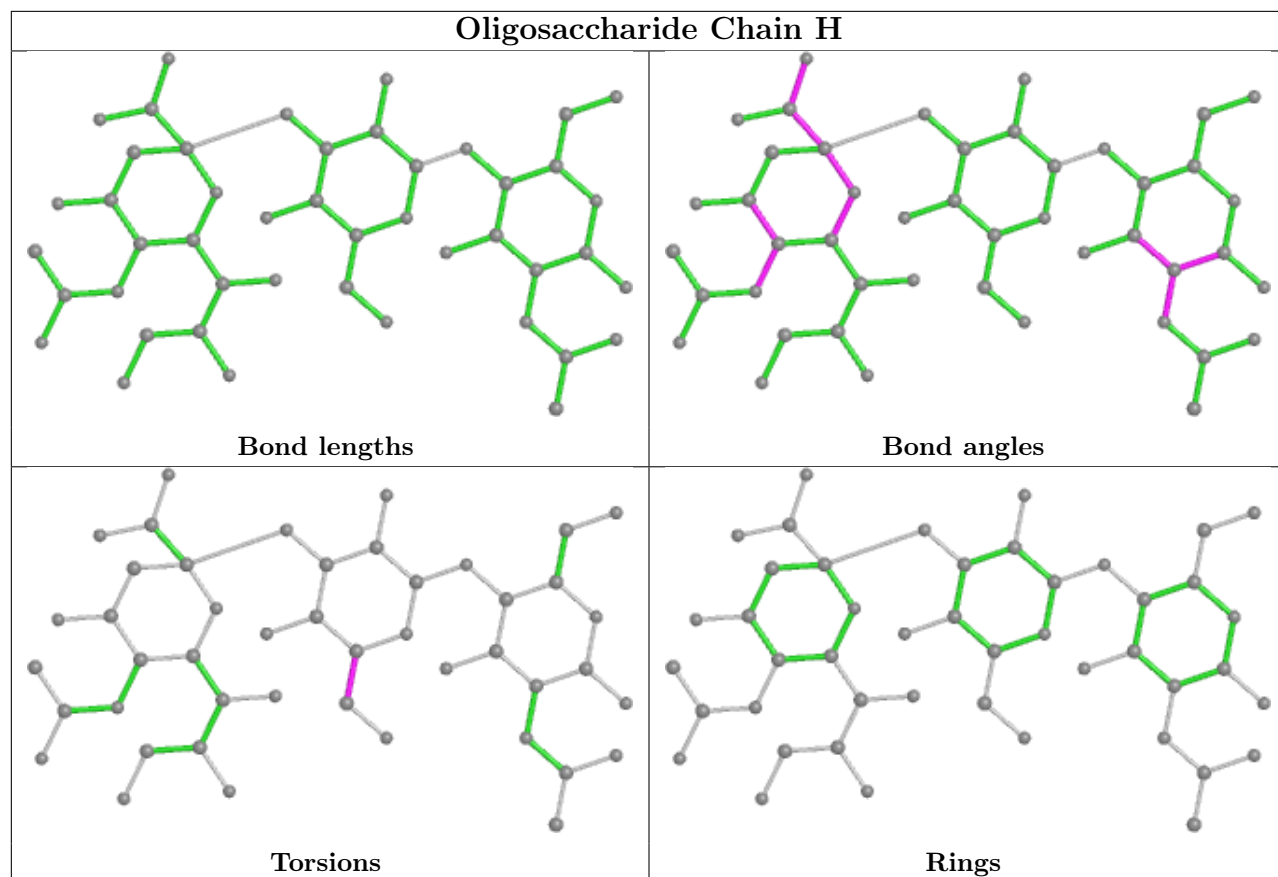 Oligosaccharide Chain H
Bond lengths
Bond angles
Torsions
Rings